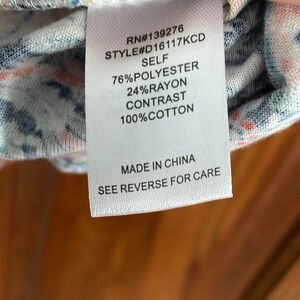 RN#139276
STYLE#D16117KCD
SELF
76%POLYESTER
24%RAYON
CONTRAST
100%COTTON
MADE IN CHINA
SEE REVERSE FOR CARE